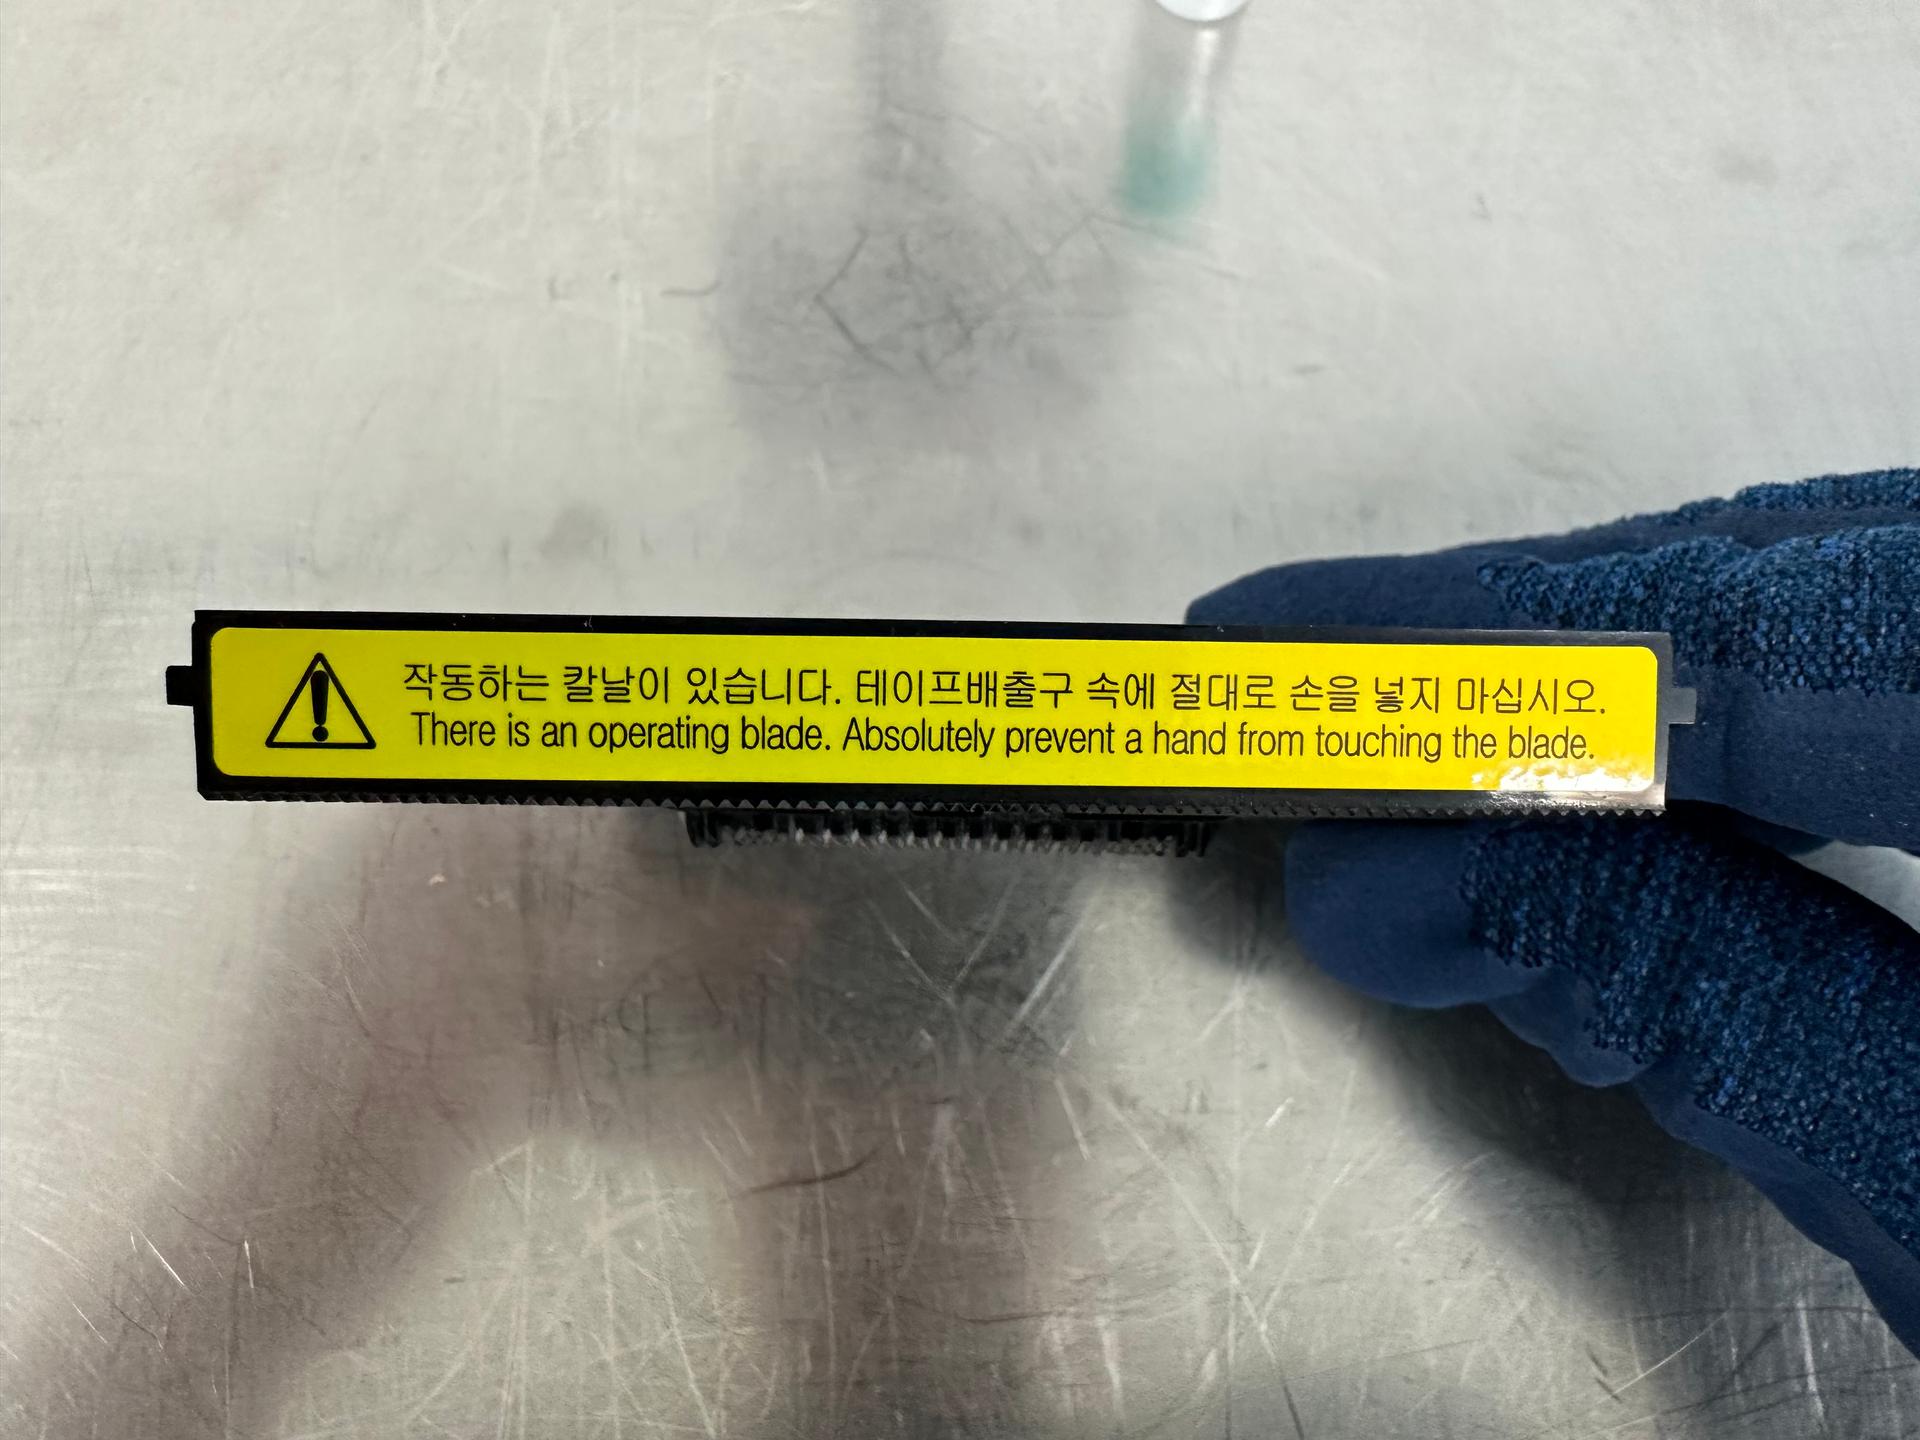 작동하는 칼날이 있습니다. 테이프배출구 속에 절대로 손을 넣지 마십시오.
There is an operating blade. Absolutely prevent a hand from touching the blade.